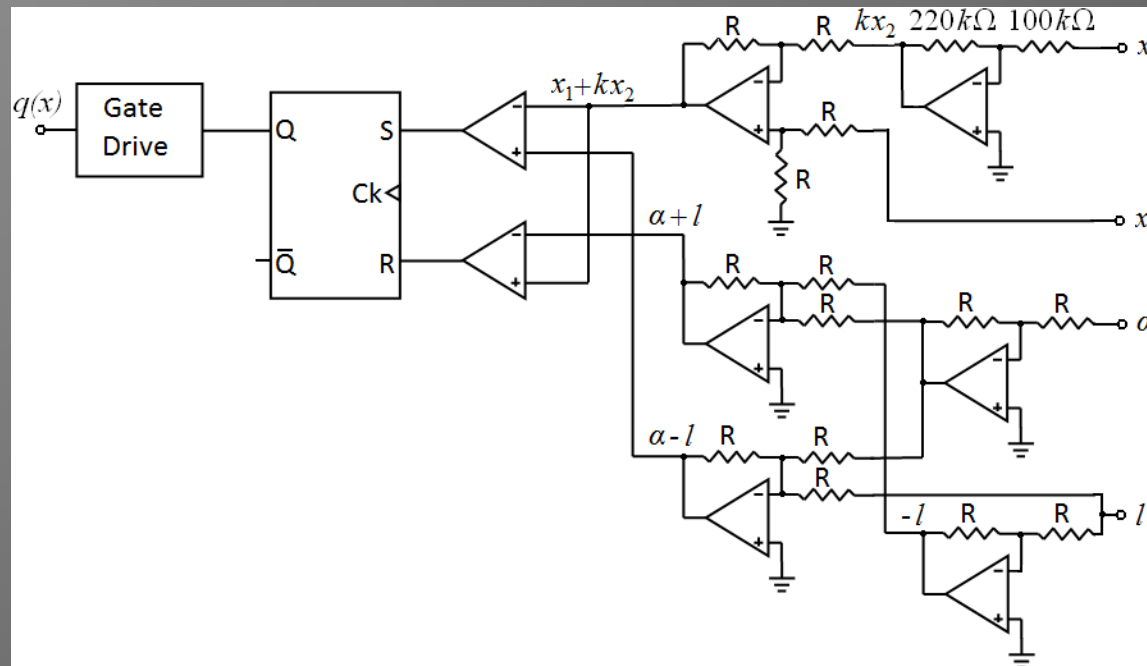 R R kx₂ 220kΩ 100kΩ
x
q(x) Gate Drive
Q S
x₁+kx₂
- +
- +
R
- +
Ck
R
x
Q̅ R
- +
α+l
R R
R
R R
- +
- +
α-l R R
R
- +
-l R R
l
- +